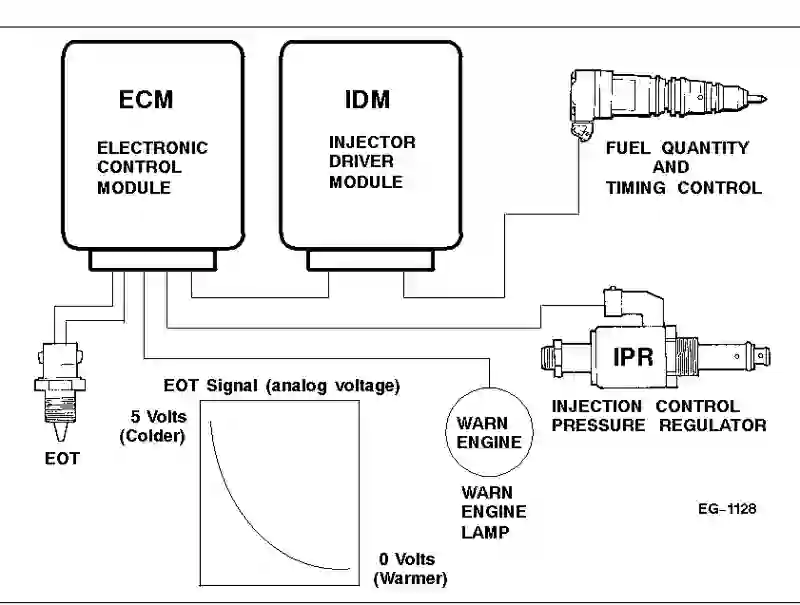 ECM
ELECTRONIC
CONTROL
MODULE
IDM
INJECTOR
DRIVER
MODULE
FUEL QUANTITY
AND
TIMING CONTROL
IPR
INJECTION CONTROL
PRESSURE REGULATOR
EOT
EOT Signal (analog voltage)
5 Volts
(Colder)
0 Volts
(Warmer)
WARN
ENGINE
WARN
ENGINE
LAMP
EG-1128